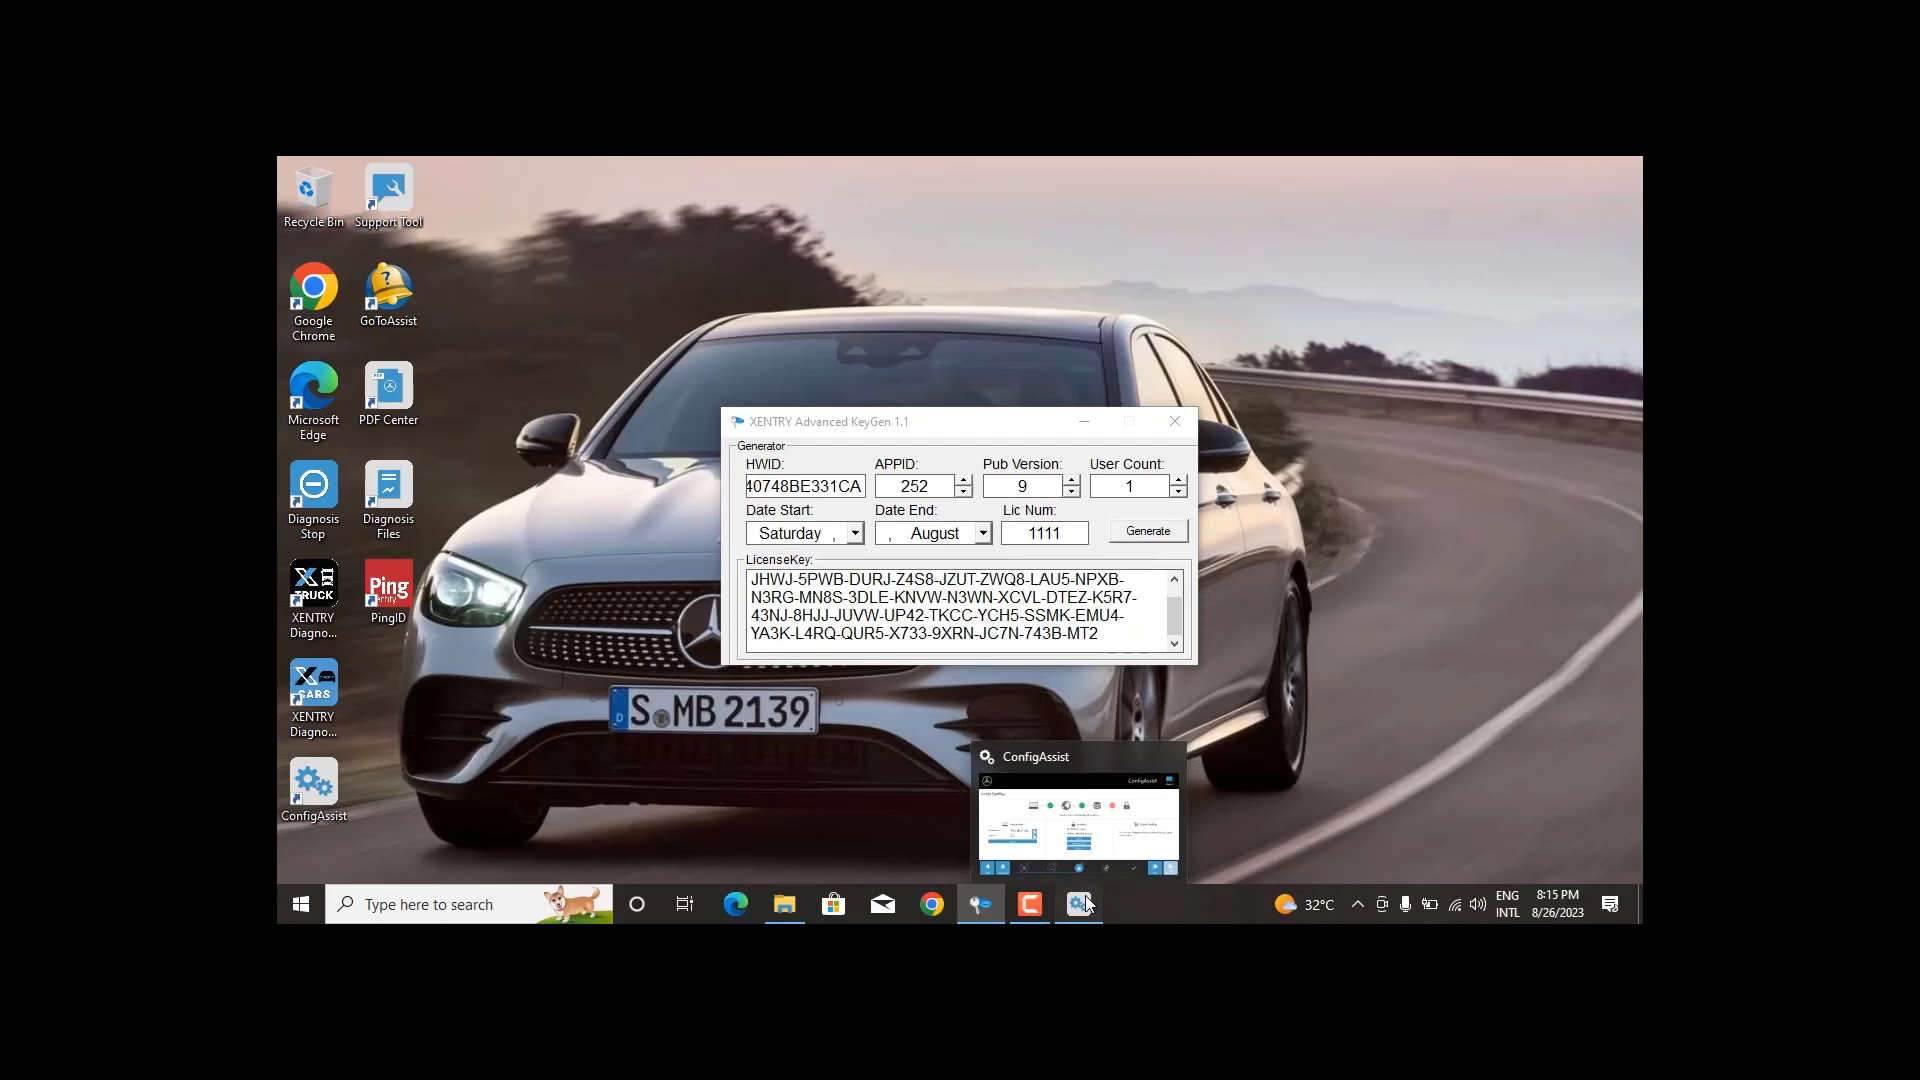 Recycle Bin
Support Tool
Google
Chrome
GoToAssist
Microsoft
Edge
PDF
PDF Center
Diagnosis
Stop
Diagnosis
Files
TRUCK
XENTRY
Diagno...
Ping
PingID
CARS
XENTRY
Diagno...
ConfigAssist
XENTRY Advanced KeyGen 1.1
Generator
HWID:
APPID:
Pub Version:
User Count:
40748BE331CA
252
9
1
Date Start:
Date End:
Lic Num:
Saturday ,
, August
1111
Generate
LicenseKey:
JHWJ-5PWB-DURJ-Z4S8-JZUT-ZWQ8-LAU5-NPXB-
N3RG-MN8S-3DLE-KNVW-N3WN-XCVL-DTEZ-K5R7-
43NJ-8HJJ-JUVW-UP42-TKCC-YCH5-SSMK-EMU4-
YA3K-L4RQ-QUR5-X733-9XRN-JC7N-743B-MT2
S MB 2139
D
ConfigAssist
ConfigAssist
Type here to search
32°C
ENG
INTL
8:15 PM
8/26/2023